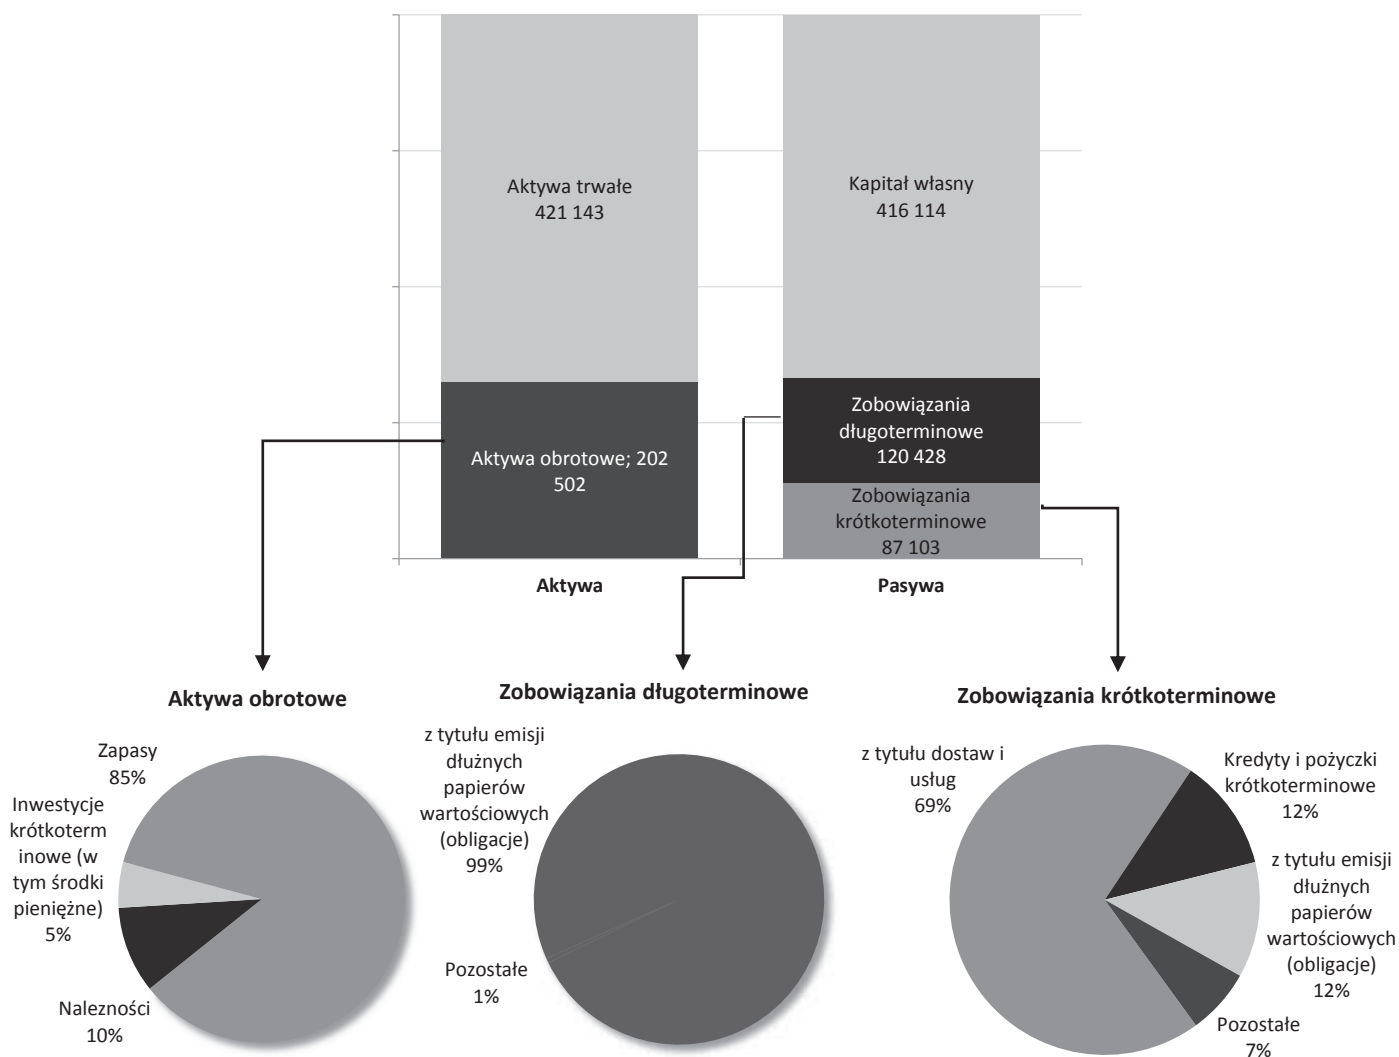 Aktywa trwałe
421 143
Kapitał własny
416 114
Aktywa obrotowe; 202
502
Zobowiązania
długoterminowe
120 428
Zobowiązania
krótkoterminowe
87 103
Aktywa
Pasywa
Aktywa obrotowe
Zapasy
85%
Inwestycje
krótkoterm
inowe (w
tym środki
pieniężne)
5%
Nalezności
10%
Zobowiązania długoterminowe
z tytułu emisji
dłużnych
papierów
wartościowych
(obligacje)
99%
Pozostałe
1%
Zobowiązania krótkoterminowe
z tytułu dostaw i
usług
69%
Kredyty i pożyczki
krótkoterminowe
12%
z tytułu emisji
dłużnych
papierów
wartościowych
(obligacje)
12%
Pozostałe
7%